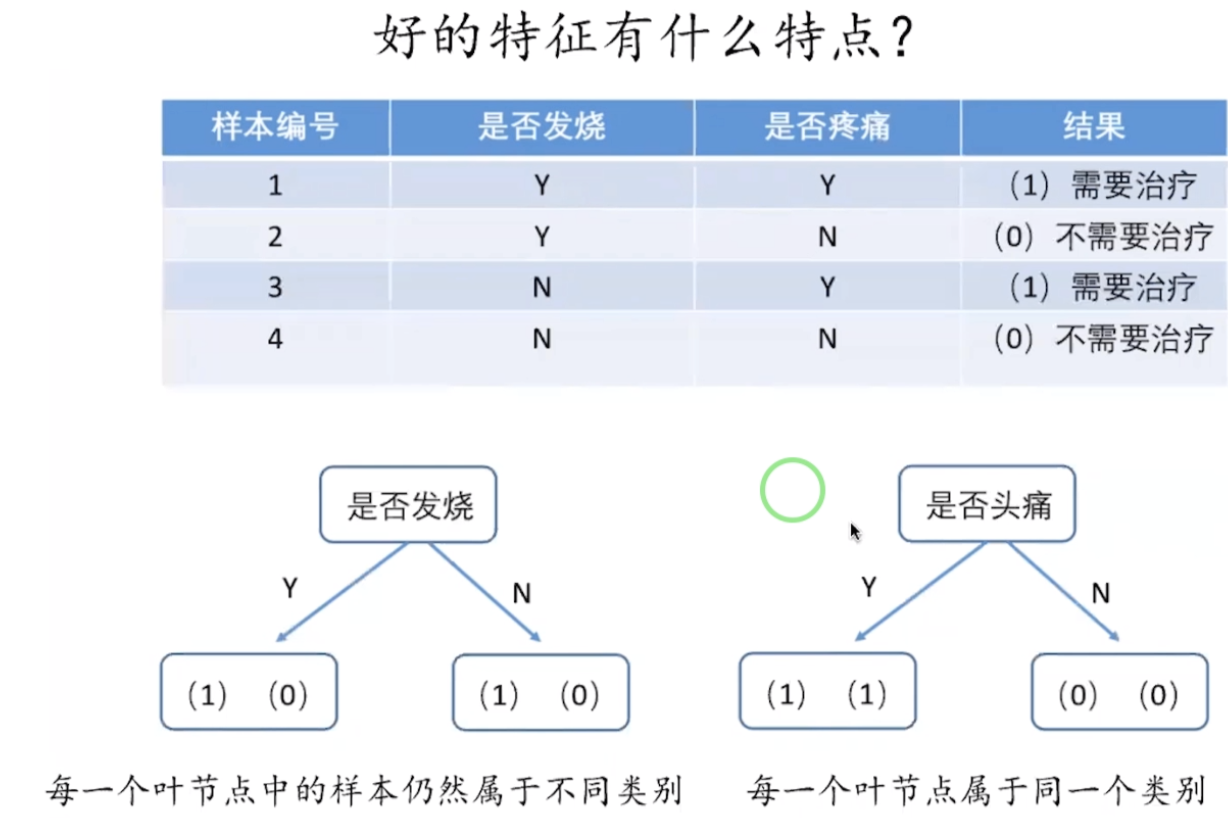 好的特征有什么特点？
样本编号 是否发烧 是否疼痛 结果
1 Y Y （1）需要治疗
2 Y N （0）不需要治疗
3 N Y （1）需要治疗
4 N N （0）不需要治疗
是否发烧 是否头痛
Y N Y N
（1）（0） （1）（0） （1）（1） （0）（0）
每一个叶节点中的样本仍然属于不同类别 每一个叶节点属于同一个类别